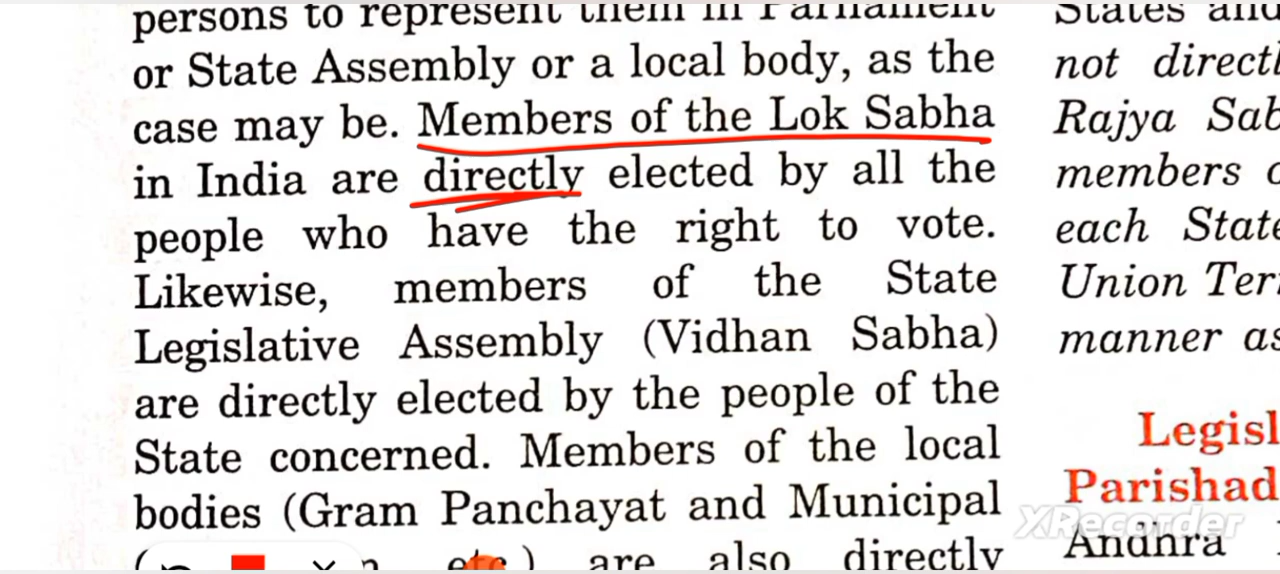 persons to represent them in Parliament
or State Assembly or a local body, as the
case may be. Members of the Lok Sabha
in India are directly elected by all the
people who have the right to vote.
Likewise, members of the State
Legislative Assembly (Vidhan Sabha)
are directly elected by the people of the
State concerned. Members of the local
bodies (Gram Panchayat and Municipal
etc.) are also directly
States and
not directl
Rajya Sab
members o
each State
Union Terr
manner as
Legisl
Parishad
Andhra
XRecorder